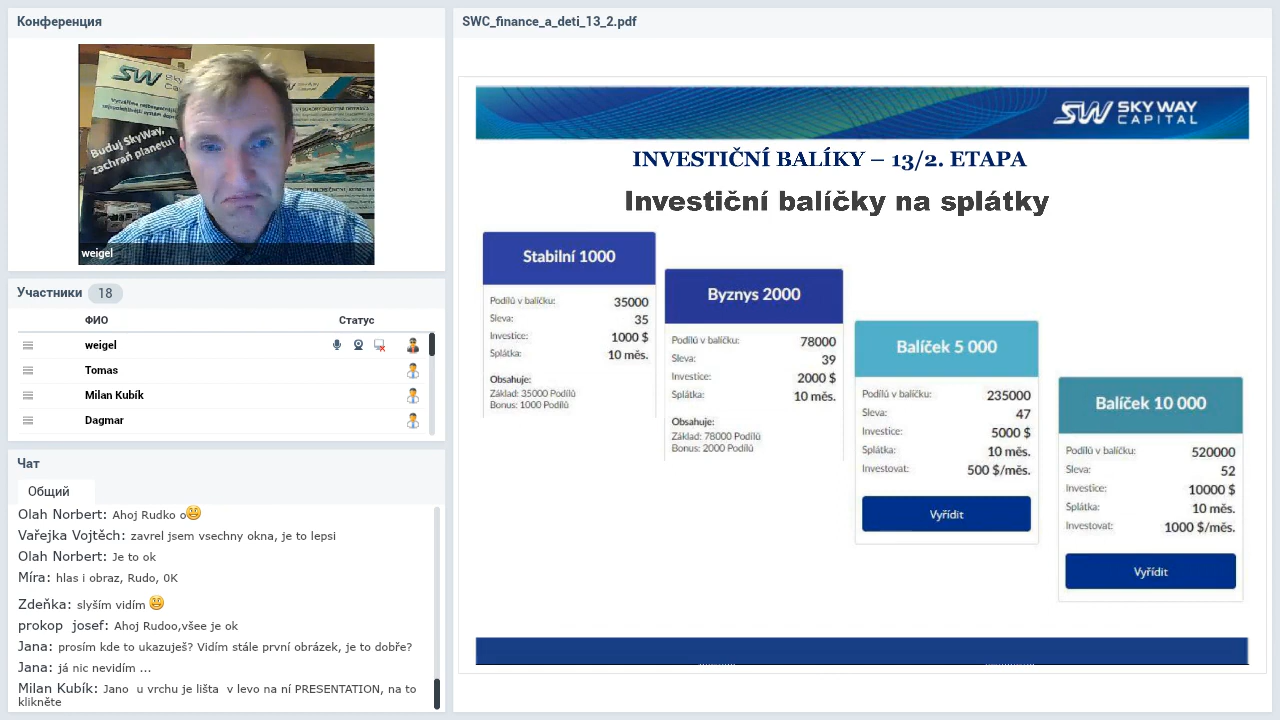 Конференция
SKY WAY
Buduj SkyWay,
zachraň planetu!
weigel
Участники 18
ФИО Статус
weigel
Tomas
Milan Kubík
Dagmar
Чат
Общий
Olah Norbert: Ahoj Rudko o
Vařejka Vojtěch: zavrel jsem vsechny okna, je to lepsi
Olah Norbert: Je to ok
Míra: hlas i obraz, Rudo, 0K
Zdeňka: slyším vidím
prokop josef: Ahoj Rudoo,všee je ok
Jana: prosím kde to ukazuješ? Vidím stále první obrázek, je to dobře?
Jana: já nic nevidím ...
Milan Kubík: Jano u vrchu je lišta v levo na ní PRESENTATION, na to
klikněte
SWC_finance_a_deti_13_2.pdf
SW SKY WAY
CAPITAL
INVESTIČNÍ BALÍKY – 13/2. ETAPA
Investiční balíčky na splátky
Stabilní 1000
Podílů v balíčku: 35000
Sleva: 35
Investice: 1000 $
Splátka: 10 měs.
Obsahuje:
Základ: 35000 Podílů
Bonus: 1000 Podílů
Byznys 2000
Podílů v balíčku: 78000
Sleva: 39
Investice: 2000 $
Splátka: 10 měs.
Obsahuje:
Základ: 78000 Podílů
Bonus: 2000 Podílů
Balíček 5 000
Podílů v balíčku: 235000
Sleva: 47
Investice: 5000 $
Splátka: 10 měs.
Investovat: 500 $/měs.
Vyřídit
Balíček 10 000
Podílů v balíčku: 520000
Sleva: 52
Investice: 10000 $
Splátka: 10 měs.
Investovat: 1000 $/měs.
Vyřídit